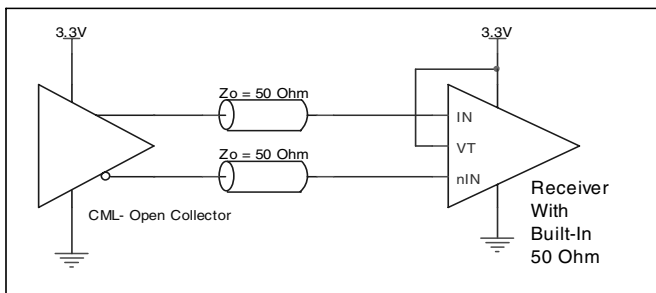 3.3V
3.3V
Zo = 50 Ohm
IN
VT
Zo = 50 Ohm
nIN
CML- Open Collector
Receiver
With
Built-In
50 Ohm